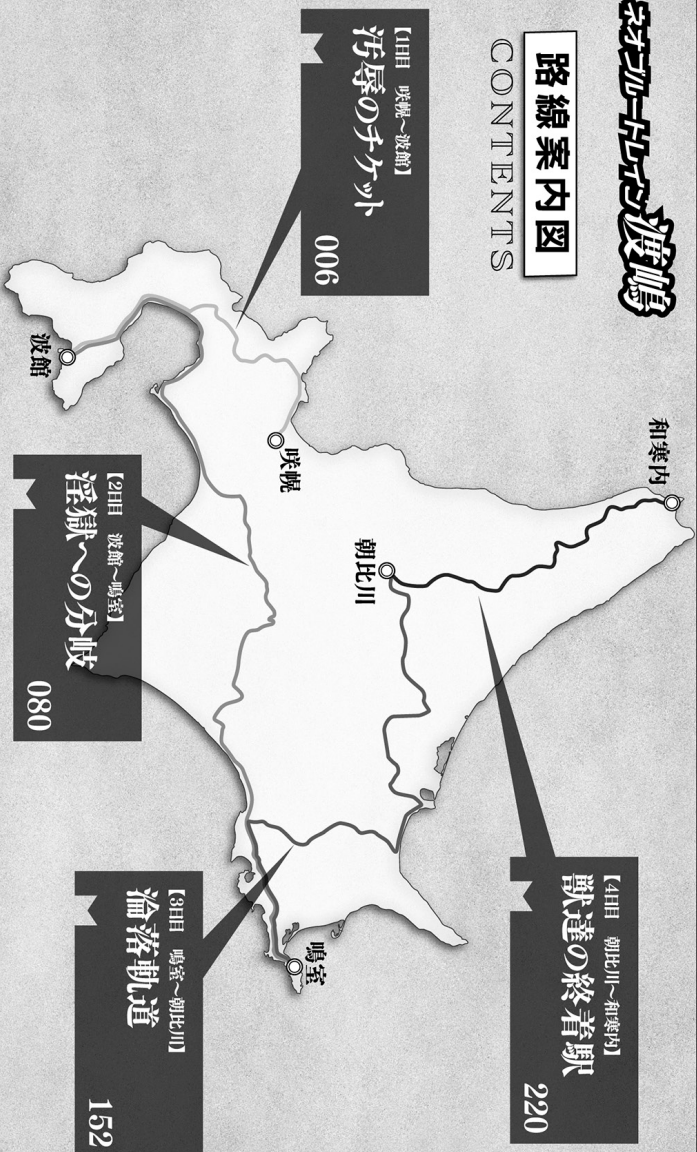 ネオブルートレイン渡嶋
路線案内図
CONTENTS
【1日目 咲幌〜波館】
汚辱のチケット
006
【2日目 波館〜鳴室】
淫獄への分岐
080
【3日目 鳴室〜朝比川】
淪落軌道
152
【4日目 朝比川〜和寒内】
獣達の終着駅
220
和寒内
朝比川
咲幌
波館
鳴室